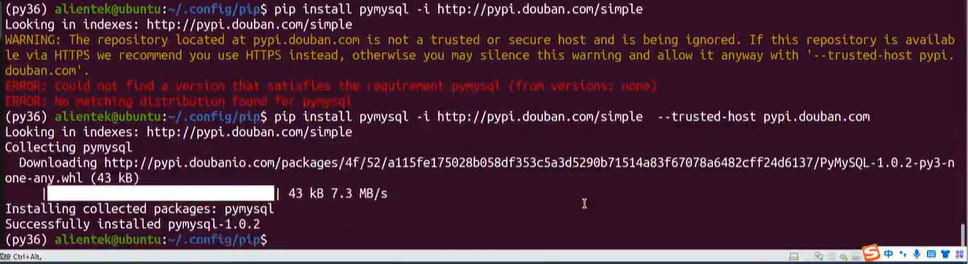 (py36) alientek@ubuntu:~/.config/pip$ pip install pymysql -i http://pypi.douban.com/simple
Looking in indexes: http://pypi.douban.com/simple
WARNING: The repository located at pypi.douban.com is not a trusted or secure host and is being ignored. If this repository is availab
le via HTTPS we recommend you use HTTPS instead, otherwise you may silence this warning and allow it anyway with '--trusted-host pypi.
douban.com'.
ERROR: Could not find a version that satisfies the requirement pymysql (from versions: none)
ERROR: No matching distribution found for pymysql
(py36) alientek@ubuntu:~/.config/pip$ pip install pymysql -i http://pypi.douban.com/simple  --trusted-host pypi.douban.com
Looking in indexes: http://pypi.douban.com/simple
Collecting pymysql
  Downloading http://pypi.doubanio.com/packages/4f/52/a115fe175028b058df353c5a3d5290b71514a83f67078a6482cff24d6137/PyMySQL-1.0.2-py3-n
one-any.whl (43 kB)
| 43 kB 7.3 MB/s
Installing collected packages: pymysql
Successfully installed pymysql-1.0.2
(py36) alientek@ubuntu:~/.config/pip$
或按 Ctrl+Alt。
中